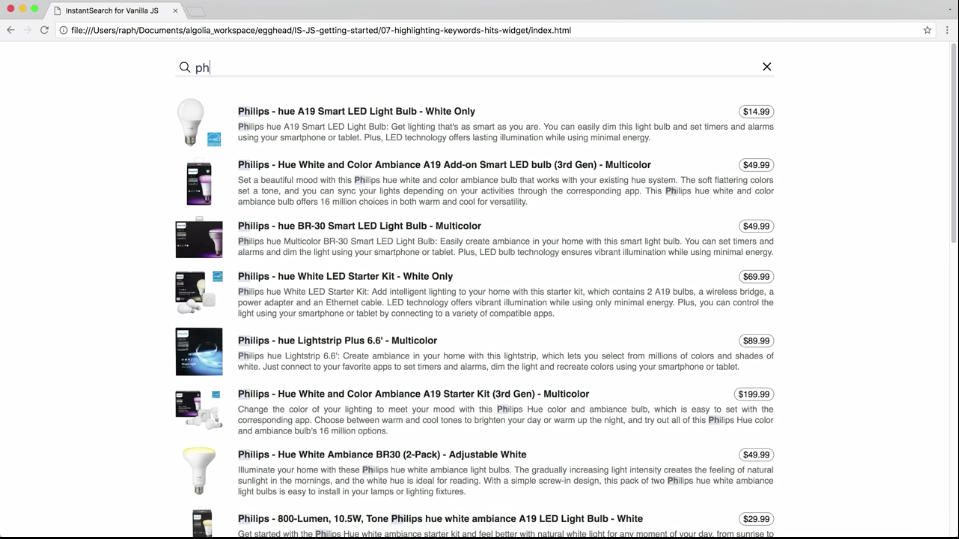 InstantSearch for Vanilla JS
file:///Users/raph/Documents/algolia_workspace/egghead/IS-JS-getting-started/07-highlighting-keywords-hits-widget/index.html
ph
Philips - hue A19 Smart LED Light Bulb - White Only $14.99
Philips hue A19 Smart LED Light Bulb: Get lighting that's as smart as you are. You can easily dim this light bulb and set timers and alarms
using your smartphone or tablet. Plus, LED technology offers lasting illumination while using minimal energy.
Philips - Hue White and Color Ambiance A19 Add-on Smart LED bulb (3rd Gen) - Multicolor $49.99
Set a beautiful mood with this Philips hue white and color ambiance bulb that works with your existing hue system. The soft flattering colors
set a tone, and you can sync your lights depending on your activities through the corresponding app. This Philips hue white and color
ambiance bulb offers 16 million choices in both warm and cool for versatility.
Philips - hue BR-30 Smart LED Light Bulb - Multicolor $49.99
Philips hue Multicolor BR-30 Smart LED Light Bulb: Easily create ambiance in your home with this smart light bulb. You can set timers and
alarms and dim the light using your smartphone or tablet. Plus, LED bulb technology ensures vibrant illumination while using minimal energy.
Philips - hue White LED Starter Kit - White Only $69.99
Philips hue White LED Starter Kit: Add intelligent lighting to your home with this starter kit, which contains 2 A19 bulbs, a wireless bridge, a
power adapter and an Ethernet cable. LED technology offers vibrant illumination while using only minimal energy. Plus, you can control the
light using your smartphone or tablet by connecting to a variety of compatible apps.
Philips - hue Lightstrip Plus 6.6' - Multicolor $89.99
Philips hue Lightstrip 6.6': Create ambiance in your home with this lightstrip, which lets you select from millions of colors and shades of
white. Just connect to your favorite apps to set timers and alarms, dim the light and recreate colors using your smartphone or tablet.
Philips - Hue White and Color Ambiance A19 Starter Kit (3rd Gen) - Multicolor $199.99
Change the color of your lighting to meet your mood with this Philips Hue color and ambiance bulb, which is easy to set with the
corresponding app. Choose between warm and cool tones to brighten your day or warm up the night, and try out all of this Philips Hue color
and ambiance bulb's 16 million options.
Philips - Hue White Ambiance BR30 (2-Pack) - Adjustable White $49.99
Illuminate your home with these Philips hue white ambiance light bulbs. The gradually increasing light intensity creates the feeling of natural
sunlight in the mornings, and the white hue is ideal for reading. With a simple screw-in design, this pack of two Philips hue white ambiance
light bulbs is easy to install in your lamps or lighting fixtures.
Philips - 800-Lumen, 10.5W, Tone Philips hue white ambiance A19 LED Light Bulb - White $29.99
Get started with the Philips Hue white ambiance starter kit and feel better with natural white light for any moment of your day, from sunrise to